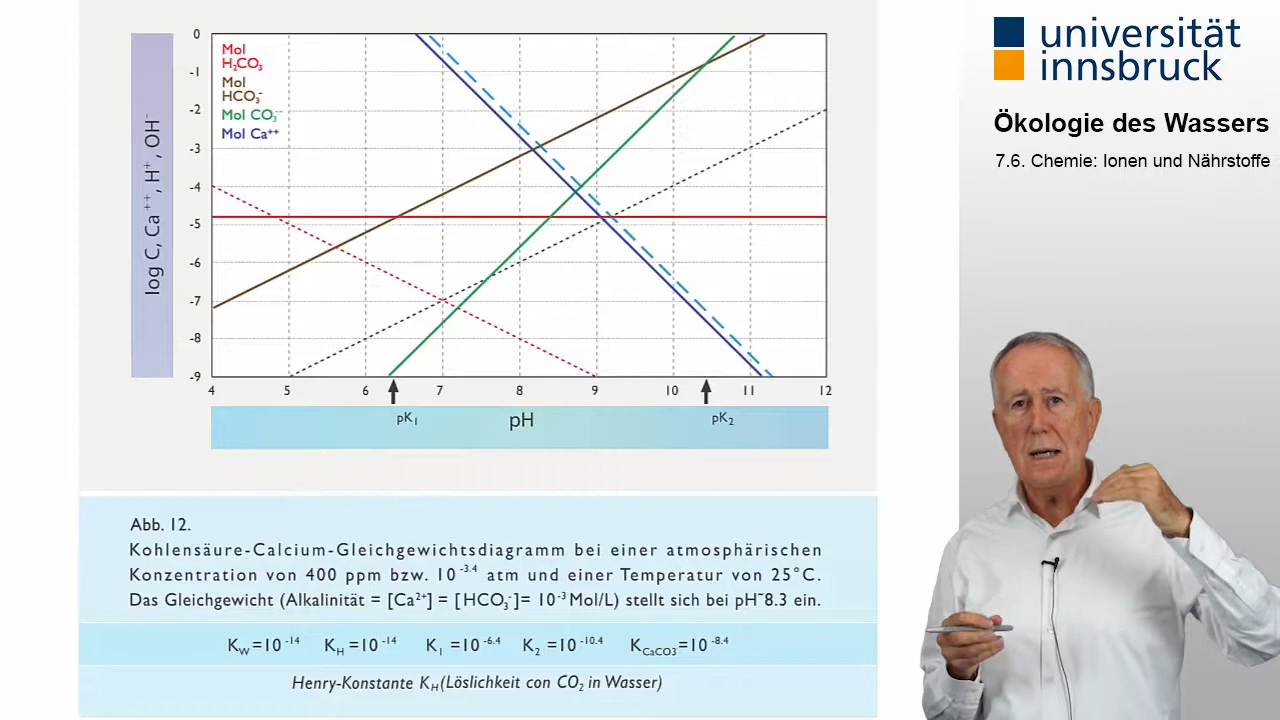 0
-1
-2
-3
-4
-5
-6
-7
-8
-9
Mol
H₂CO₃
Mol
HCO₃⁻
Mol CO₃⁻⁻
Mol Ca⁺⁺
log C, Ca⁺⁺, H⁺, OH⁻
4 5 6 7 8 9 10 11 12
pK₁ pH pK₂
Abb. 12.
Kohlensäure-Calcium-Gleichgewichtsdiagramm bei einer atmosphärischen
Konzentration von 400 ppm bzw. 10⁻³·⁴ atm und einer Temperatur von 25°C.
Das Gleichgewicht (Alkalinität = [Ca²⁺] = [HCO₃⁻]= 10⁻³ Mol/L) stellt sich bei pH~8.3 ein.
K_W=10⁻¹⁴ K_H=10⁻¹⁴ K₁=10⁻⁶·⁴ K₂=10⁻¹⁰·⁴ K_CaCO3=10⁻⁸·⁴
Henry-Konstante K_H(Löslichkeit con CO₂ in Wasser)
universität
innsbruck
Ökologie des Wassers
7.6. Chemie: Ionen und Nährstoffe